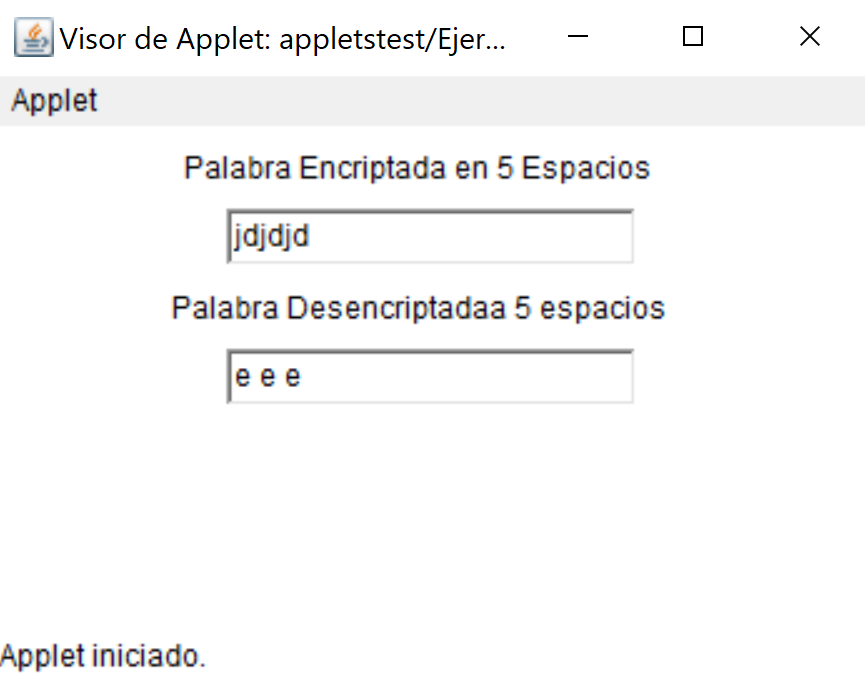 Visor de Applet: appletstest/Ejer...
Applet
Palabra Encriptada en 5 Espacios
jdjdjd
Palabra Desencriptadaa 5 espacios
e e e
Applet iniciado.